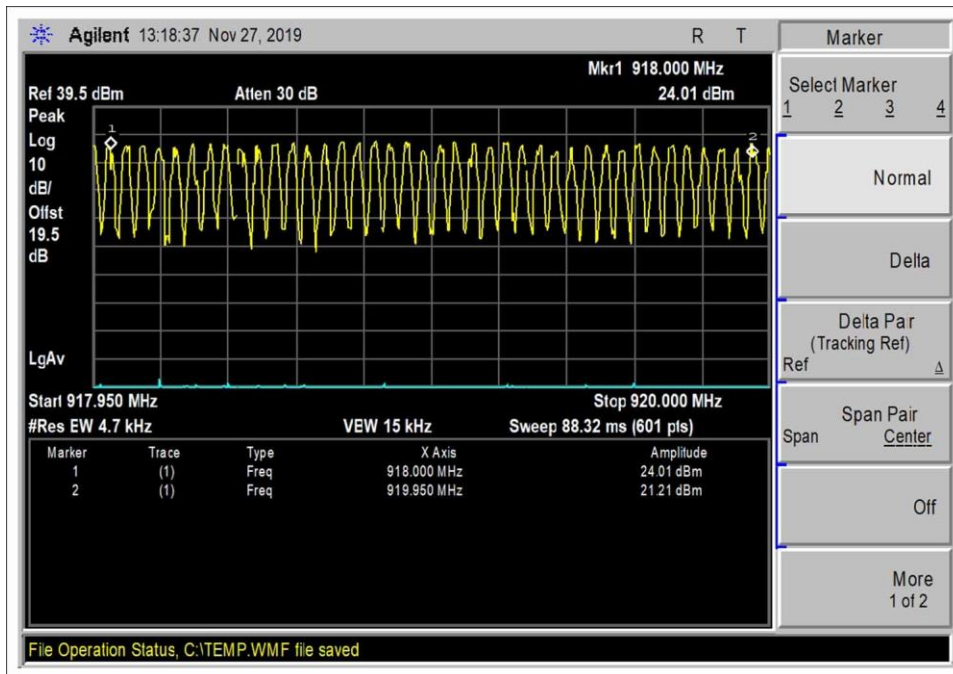 Agilent 13:18:37 Nov 27, 2019 R T
Mkr1 918.000 MHz
Ref 39.5 dBm Atten 30 dB 24.01 dBm
Peak
Log
10
dB/
Offst
19.5
dB
1
2
LgAv
Start 917.950 MHz Stop 920.000 MHz
#Res EW 4.7 kHz VBW 15 kHz Sweep 88.32 ms (601 pts)
Marker Trace Type X Axis Amplitude
1 (1) Freq 918.000 MHz 24.01 dBm
2 (1) Freq 919.950 MHz 21.21 dBm
File Operation Status, C:\TEMP.WMF file saved
Marker
Select Marker
1 2 3 4
Normal
Delta
Delta Pair
(Tracking Ref)
Ref Δ
Span Pair
Span Center
Off
More
1 of 2